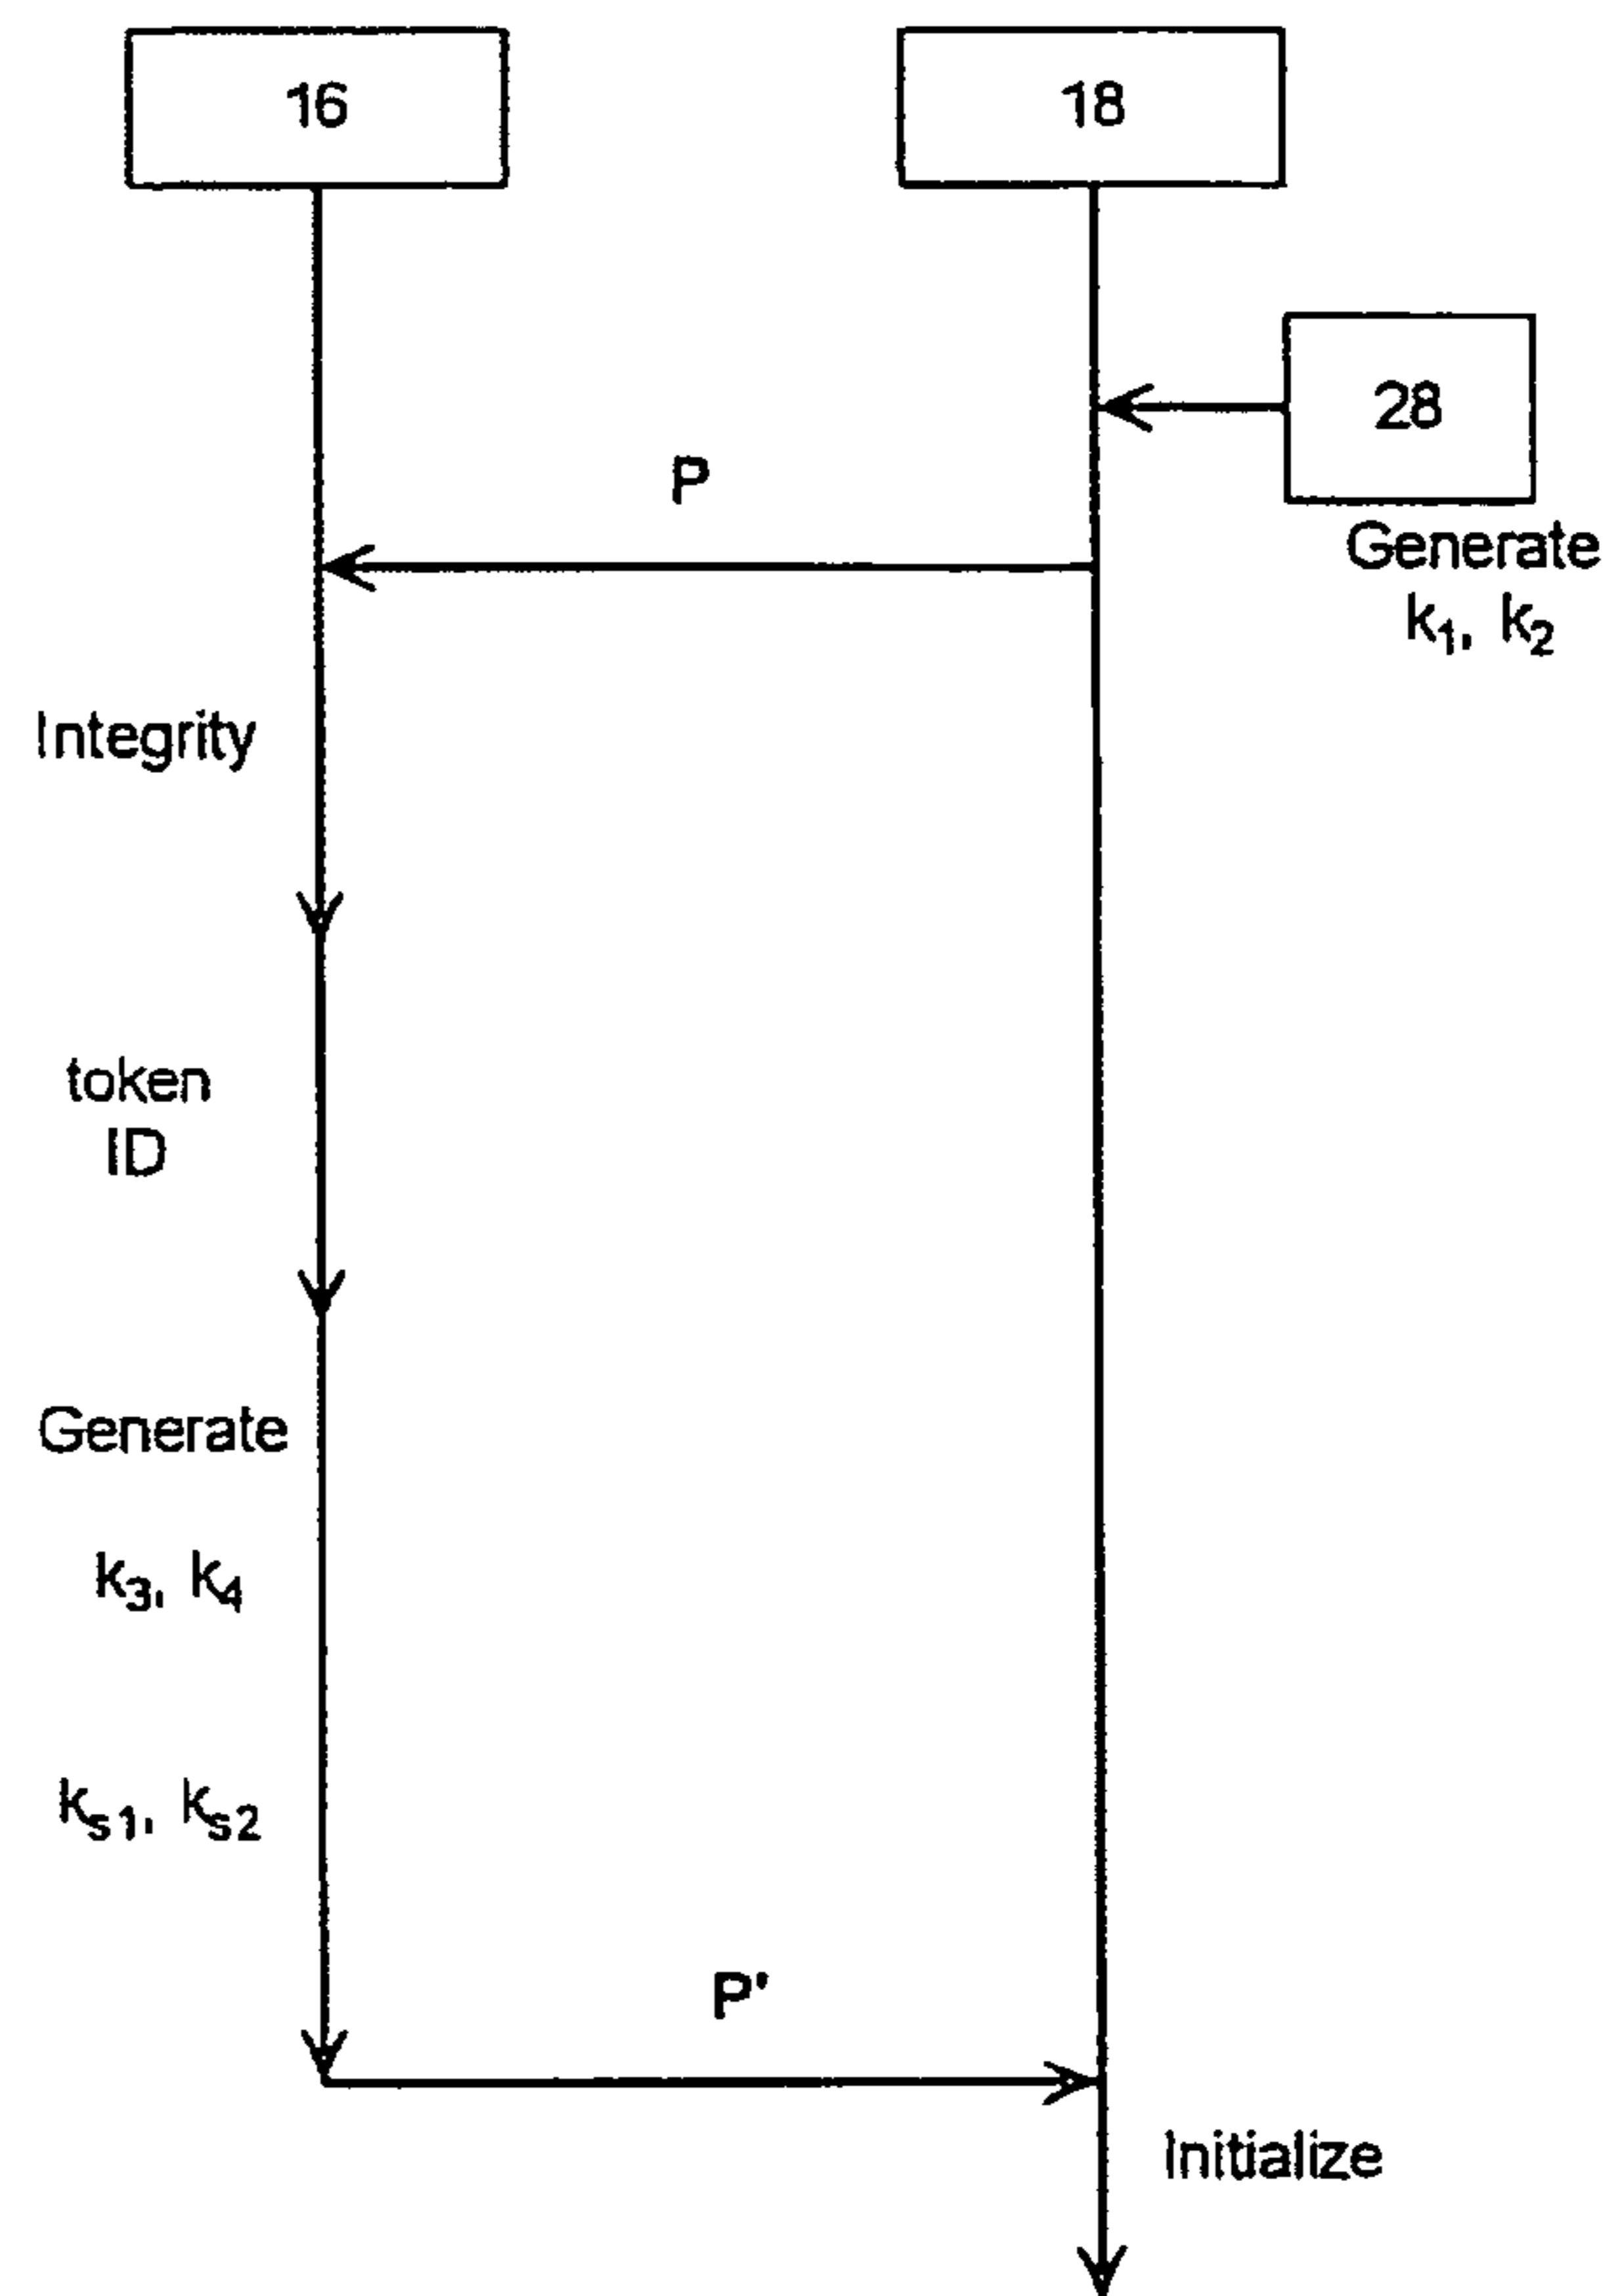 16
18
28
P
Generate
k₁, k₂
Integrity
token
ID
Generate
k₃, k₄
kₛ₁, kₛ₂
P'
Initialize